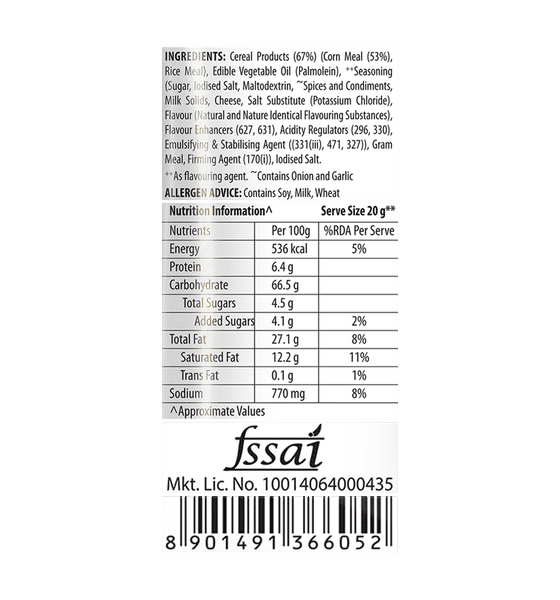 INGREDIENTS: Cereal Products (67%) (Corn Meal (53%),
Rice Meal), Edible Vegetable Oil (Palmolein), ⁺⁺Seasoning
(Sugar, Iodised Salt, Maltodextrin, ~Spices and Condiments,
Milk Solids, Cheese, Salt Substitute (Potassium Chloride),
Flavour (Natural and Nature Identical Flavouring Substances),
Flavour Enhancers (627, 631), Acidity Regulators (296, 330),
Emulsifying & Stabilising Agent ((331(iii), 471, 327)), Gram
Meal, Firming Agent (170(i)), Iodised Salt.
⁺⁺As flavouring agent. ~Contains Onion and Garlic
ALLERGEN ADVICE: Contains Soy, Milk, Wheat
Nutrition Information^ Serve Size 20 g**
Nutrients Per 100g %RDA Per Serve
Energy 536 kcal 5%
Protein 6.4 g
Carbohydrate 66.5 g
Total Sugars 4.5 g
Added Sugars 4.1 g 2%
Total Fat 27.1 g 8%
Saturated Fat 12.2 g 11%
Trans Fat 0.1 g 1%
Sodium 770 mg 8%
^Approximate Values
fssai
Mkt. Lic. No. 10014064000435
8 901491 366052